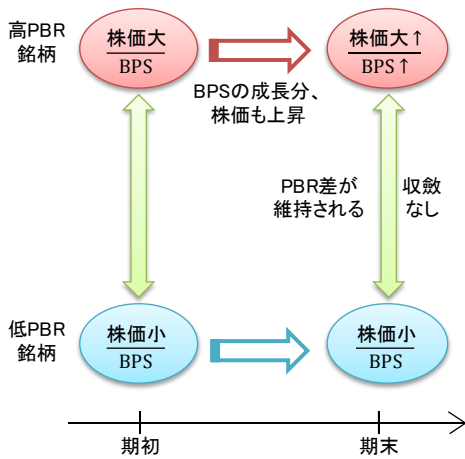 高PBR
銘柄
株価大
BPS
株価大↑
BPS↑
BPSの成長分、
株価も上昇
PBR差が
維持される
収斂
なし
低PBR
銘柄
株価小
BPS
株価小
BPS
期初
期末